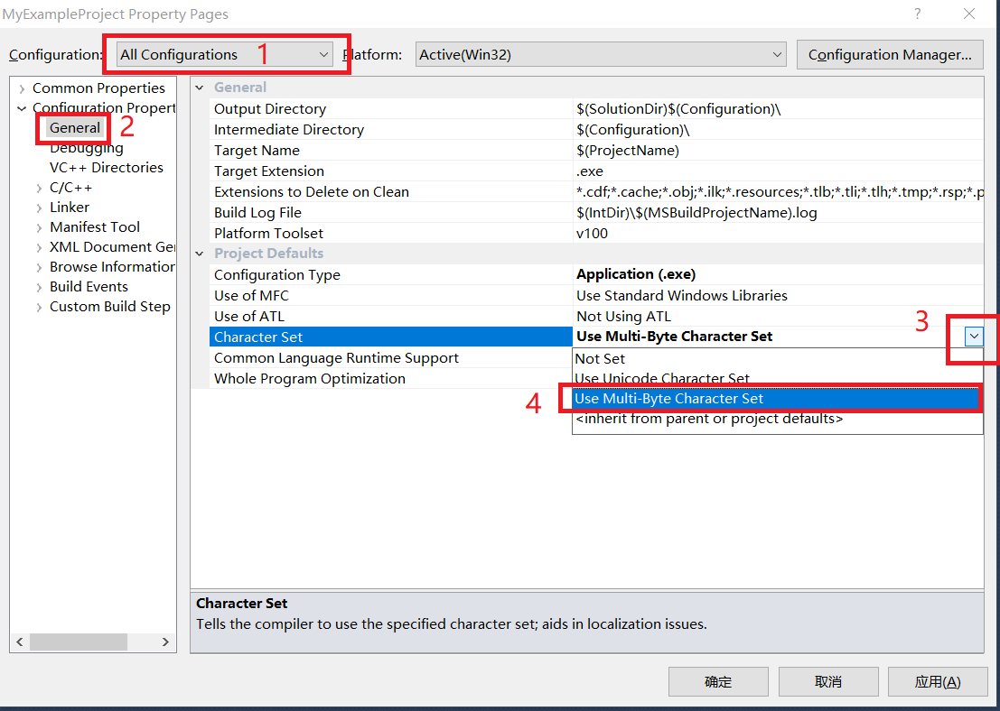 MyExampleProject Property Pages
Configuration: All Configurations 1 Platform: Active(Win32) Configuration Manager...
Common Properties
Configuration Propert
General 2
Debugging
VC++ Directories
C/C++
Linker
Manifest Tool
XML Document Ger
Browse Information
Build Events
Custom Build Step
General
Output Directory $(SolutionDir)$(Configuration)\
Intermediate Directory $(Configuration)\
Target Name $(ProjectName)
Target Extension .exe
Extensions to Delete on Clean *.cdf;*.cache;*.obj;*.ilk;*.resources;*.tlb;*.tli;*.tlh;*.tmp;*.rsp;*.p
Build Log File $(IntDir)\$(MSBuildProjectName).log
Platform Toolset v100
Project Defaults
Configuration Type Application (.exe)
Use of MFC Use Standard Windows Libraries
Use of ATL Not Using ATL 3
Character Set Use Multi-Byte Character Set
Common Language Runtime Support Not Set
Whole Program Optimization Use Unicode Character Set
4 Use Multi-Byte Character Set
<inherit from parent or project defaults>
Character Set
Tells the compiler to use the specified character set; aids in localization issues.
确定 取消 应用(A)